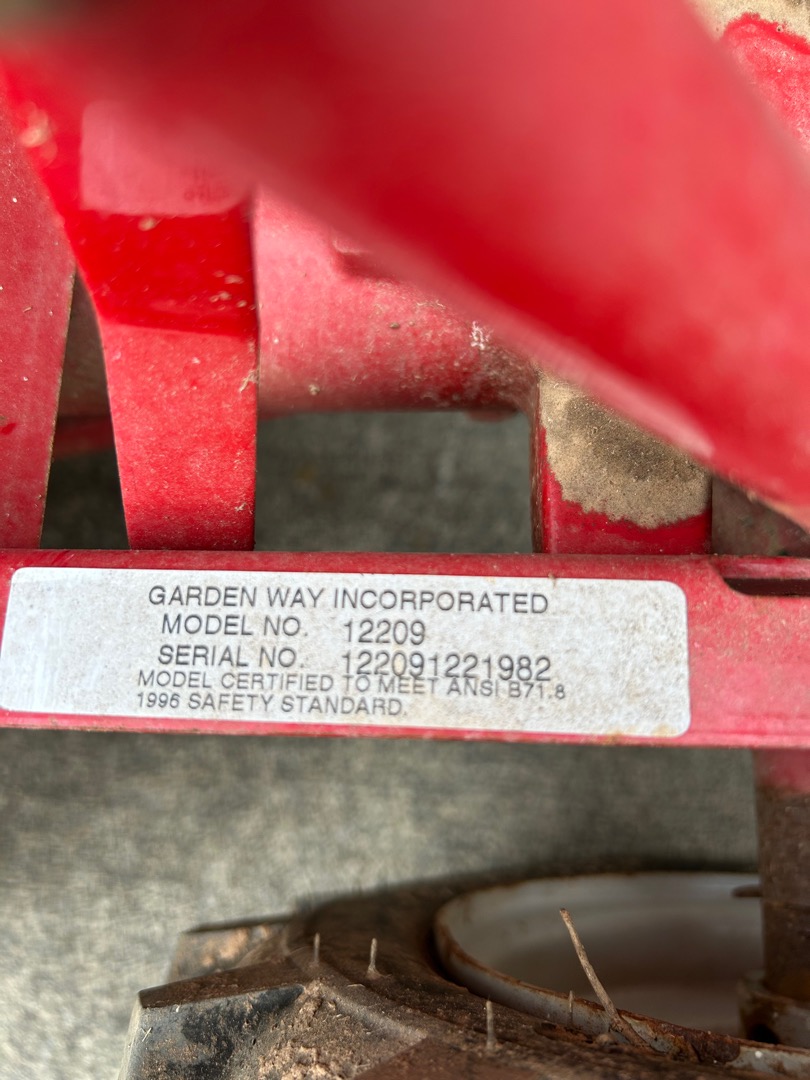 GARDEN WAY INCORPORATED
MODEL NO. 12209
SERIAL NO. 122091221982
MODEL CERTIFIED TO MEET ANSI B71.8
1996 SAFETY STANDARD.